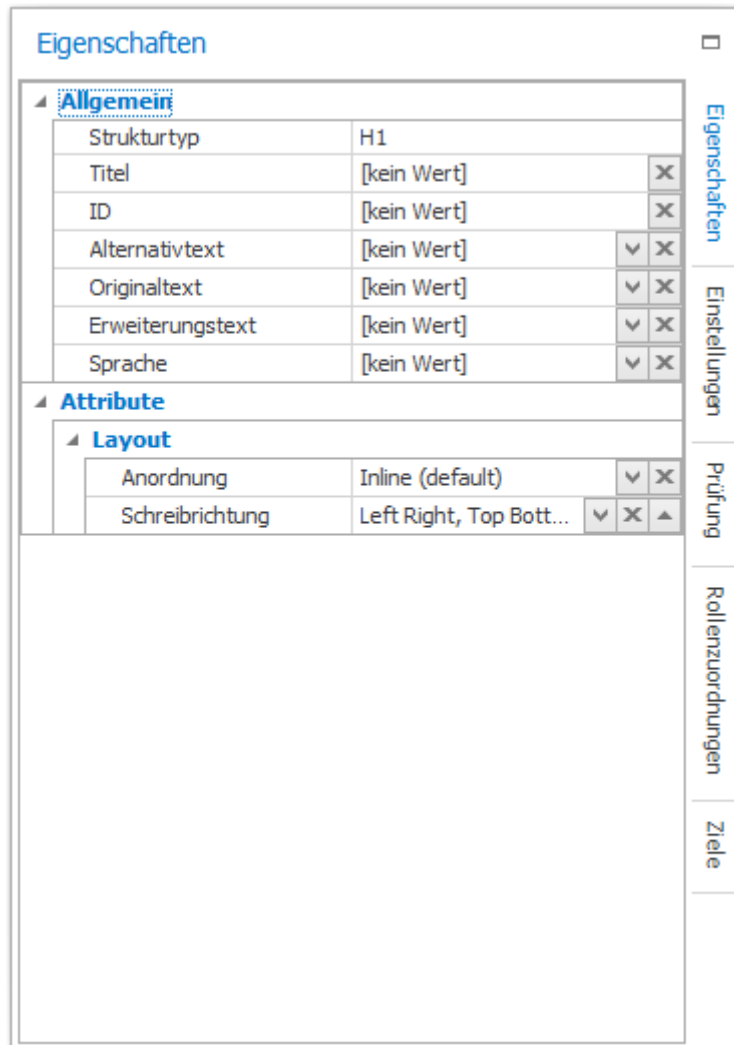 Eigenschaften
Allgemein
Strukturtyp H1
Titel [kein Wert]
ID [kein Wert]
Alternativtext [kein Wert]
Originaltext [kein Wert]
Erweiterungstext [kein Wert]
Sprache [kein Wert]
Attribute
Layout
Anordnung Inline (default)
Schreibrichtung Left Right, Top Bott...
Eigenschaften
Einstellungen
Prüfung
Rollenzuordnungen
Ziele